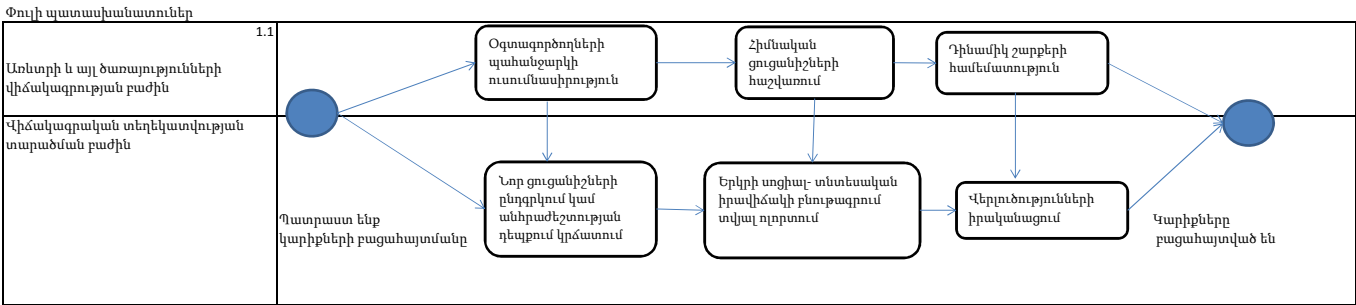 Փուլի պատասխանատուներ
1.1
Առևտրի և այլ ծառայությունների
վիճակագրության բաժին
Օգտագործողների
պահանջարկի
ուսումնասիրություն
Հիմնական
ցուցանիշների
հաշվառում
Դինամիկ շարքերի
համեմատություն
Վիճակագրական տեղեկատվության
տարածման բաժին
Պատրաստ ենք
կարիքների բացահայտմանը
Նոր ցուցանիշների
ընդգրկում կամ
անհրաժեշտության
դեպքում կրճատում
Երկրի սոցիալ- տնտեսական
իրավիճակի բնութագրում
տվյալ ոլորտում
Վերլուծությունների
իրականացում
Կարիքները
բացահայտված են